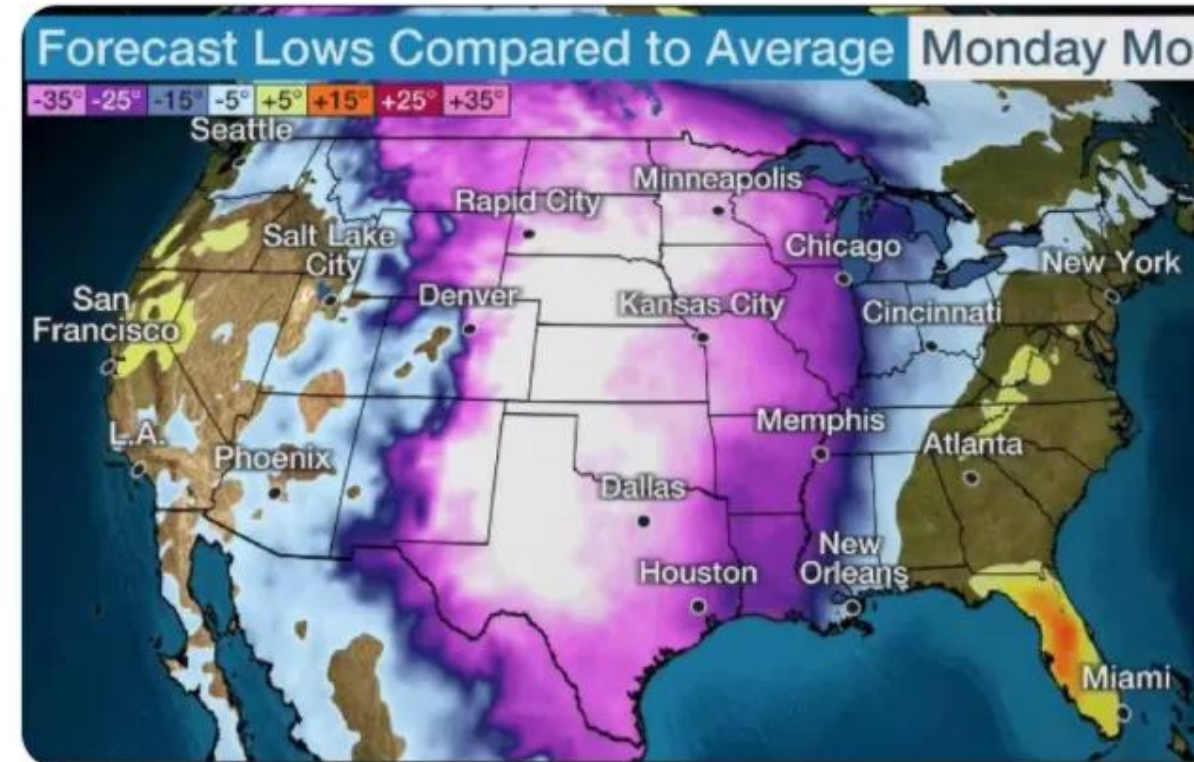 Forecast Lows Compared to Average Monday Mo
-35° -25° -15° -5° +5° +15° +25° +35°
Seattle
Minneapolis
Rapid City
Salt Lake
City
Chicago
New York
San
Francisco
Denver
Kansas City
Cincinnati
L.A.
Phoenix
Memphis
Atlanta
Dallas
Houston
New
Orleans
Miami